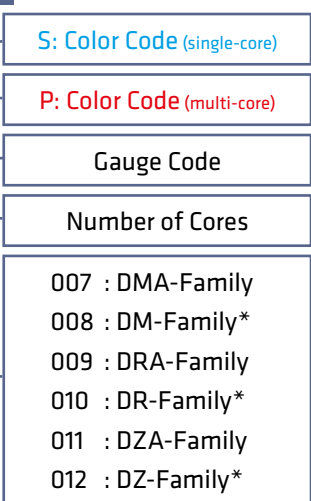 S: Color Code (single-core)
P: Color Code (multi-core)
Gauge Code
Number of Cores
007 : DMA-Family
008 : DM-Family*
009 : DRA-Family
010 : DR-Family*
011 : DZA-Family
012 : DZ-Family*